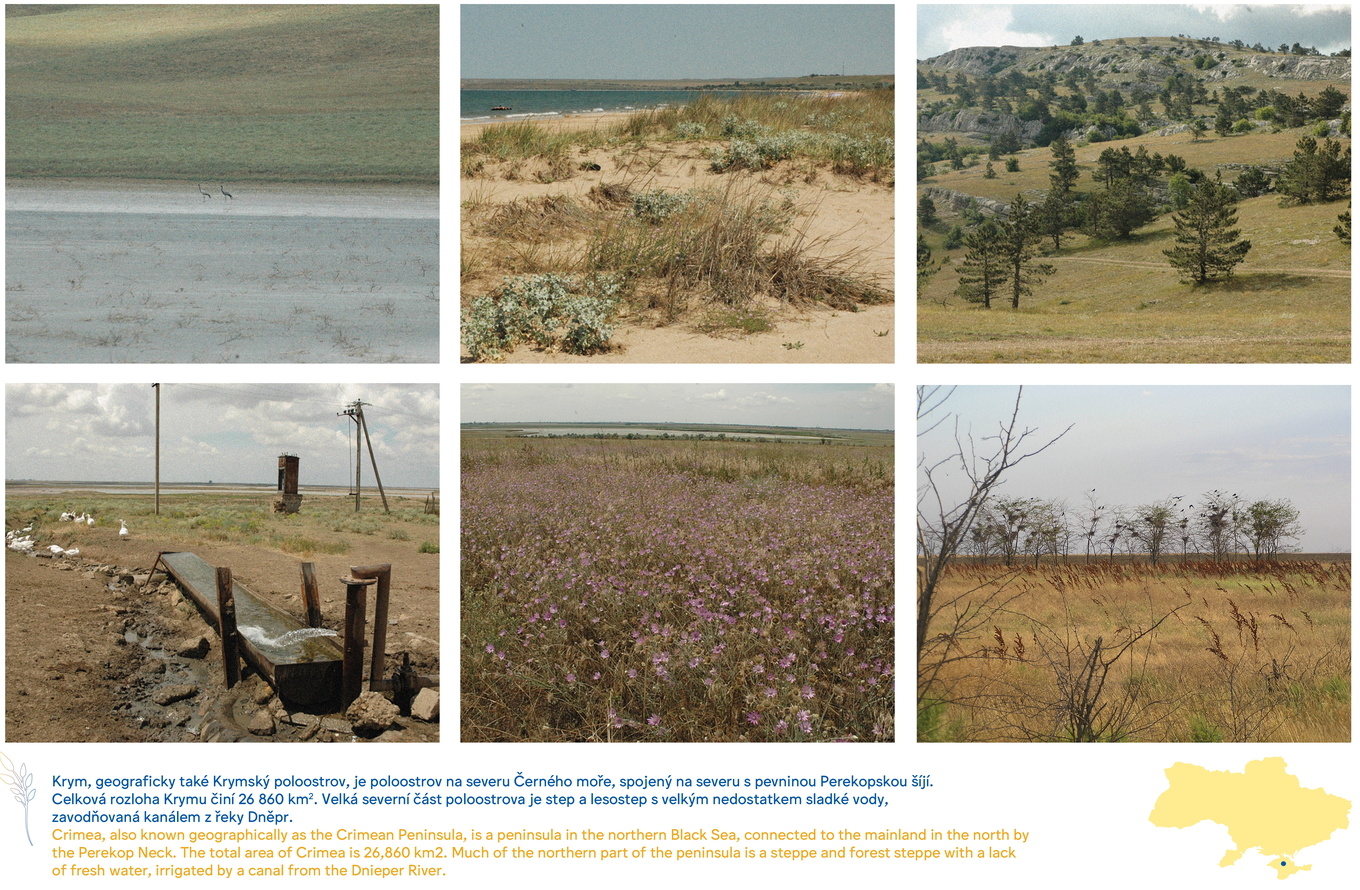 Krym, geograficky také Krymský poloostrov, je poloostrov na severu Černého moře, spojený na severu s pevninou Perekopskou šíjí.
Celková rozloha Krymu činí 26 860 km². Velká severní část poloostrova je step a lesostep s velkým nedostatkem sladké vody,
zavodňovaná kanálem z řeky Dněpr.
Crimea, also known geographically as the Crimean Peninsula, is a peninsula in the northern Black Sea, connected to the mainland in the north by
the Perekop Neck. The total area of Crimea is 26,860 km2. Much of the northern part of the peninsula is a steppe and forest steppe with a lack
of fresh water, irrigated by a canal from the Dnieper River.